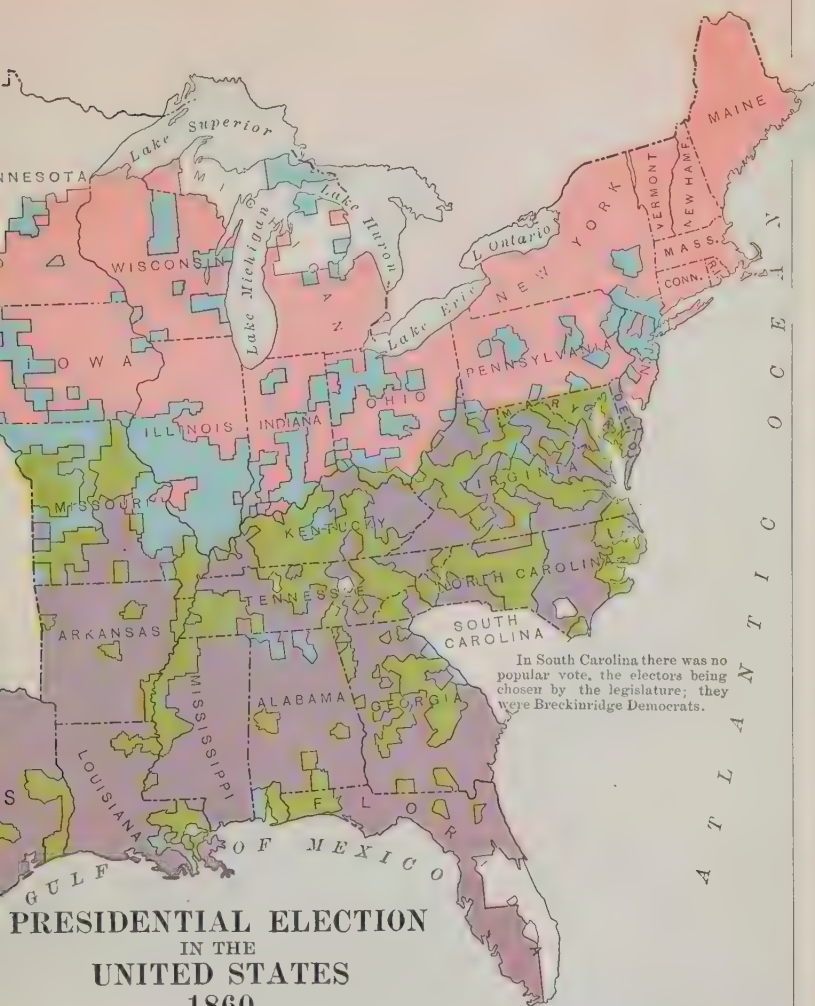 Lake Superior
MAINE
NNESOTA
MICHIGAN
Lake Huron
VERMONT
NEW HAMP.
Lake Michigan
WISCONSIN
L. Ontario
NEW YORK
MASS.
CONN.
R.I.
Lake Erie
IOWA
PENNSYLVANIA
N.J.
OHIO
ILLINOIS
INDIANA
MARYLAND
DEL.
VIRGINIA
MISSOURI
KENTUCKY
NORTH CAROLINA
TENNESSEE
ARKANSAS
SOUTH
CAROLINA
In South Carolina there was no
popular vote, the electors being
chosen by the legislature; they
were Breckinridge Democrats.
MISSISSIPPI
ALABAMA
GEORGIA
LOUISIANA
S
FLOR
A
GULF OF MEXICO
ATLANTIC OCEAN
PRESIDENTIAL ELECTION
IN THE
UNITED STATES
1860